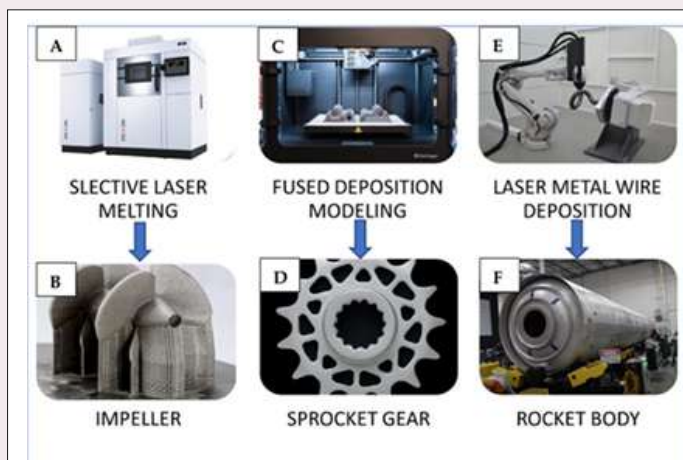 A
C
E
SLECTIVE LASER
MELTING
FUSED DEPOSITION
MODELING
LASER METAL WIRE
DEPOSITION
B
D
F
IMPELLER
SPROCKET GEAR
ROCKET BODY